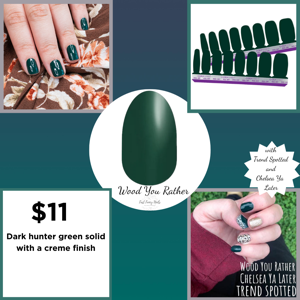 with
Trend Spotted
and
Chelsea Ya
Later
Wood You Rather
$11
Dark hunter green solid
with a creme finish
WOOD YOU RATHER
CHELSEA YA LATER
TREND SPOTTED